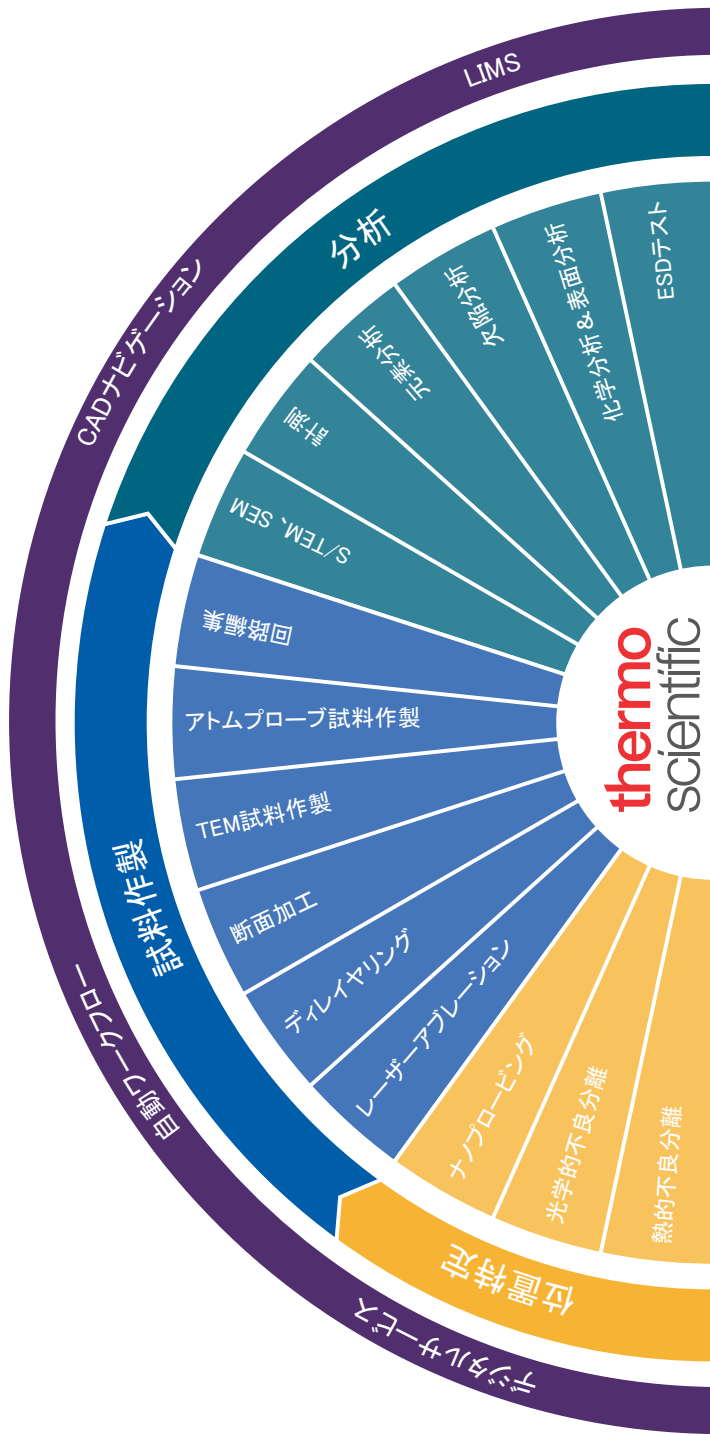 LIMS
CADナビゲーション
自動ワークフロー
デジタルサービス
分析
試料作製
位置特定
ESDテスト
化学分析＆表面分析
欠陥分析
元素分析
計測
S/TEM、SEM
回路編集
アトムプローブ試料作製
TEM試料作製
断面加工
ディレイヤリング
レーザーアブレーション
ナノプロービング
光学的不良分離
熱的不良分離
thermo
scientific